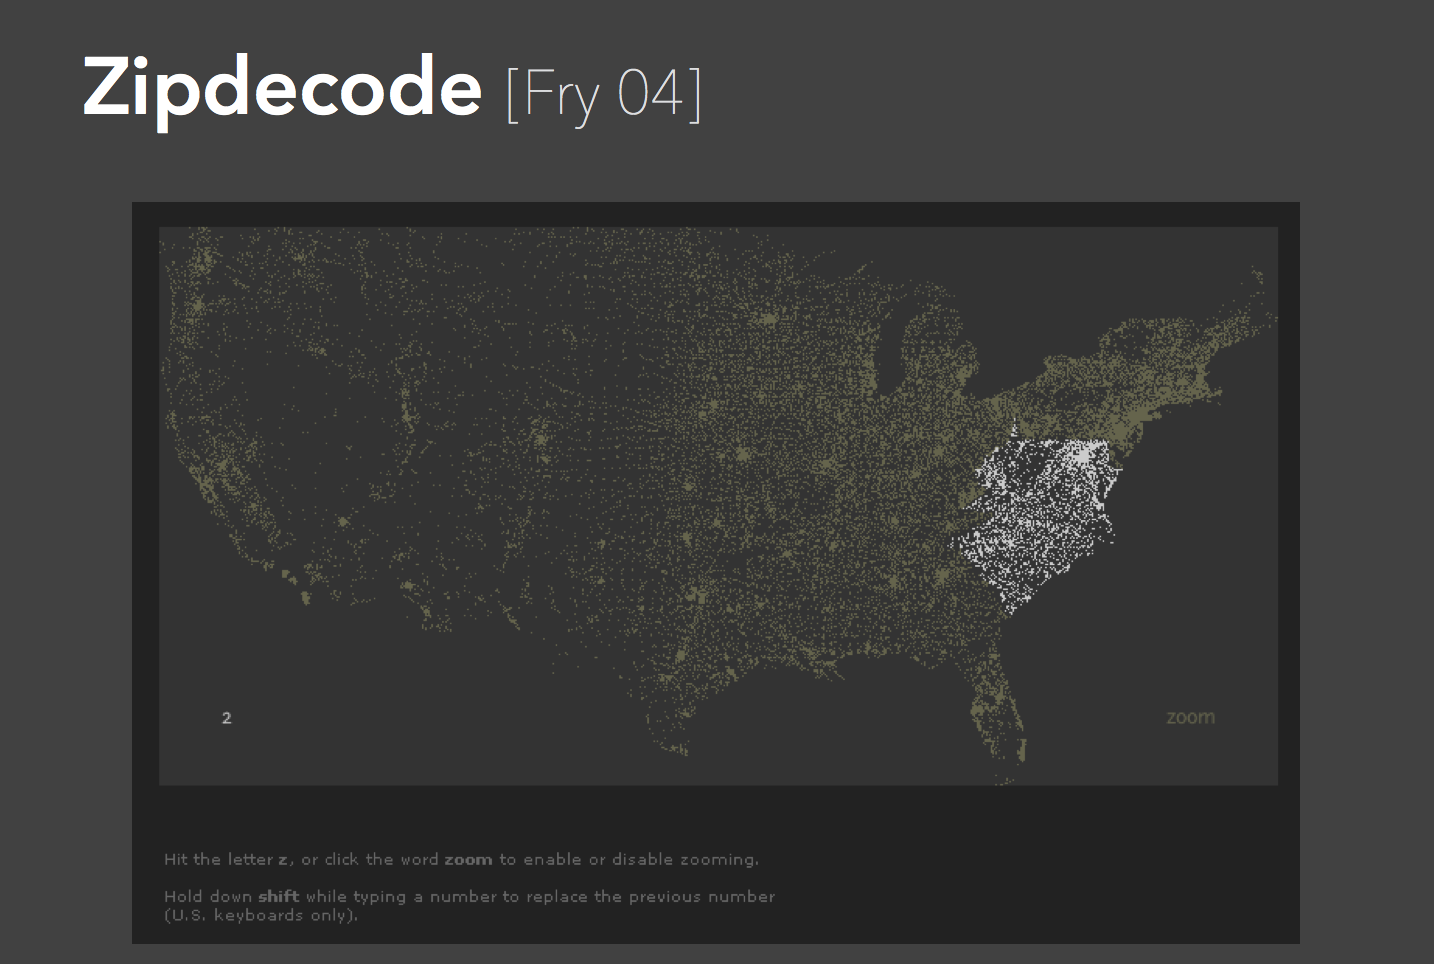 Zipdecode [Fry 04]
2
zoom
Hit the letter z, or click the word zoom to enable or disable zooming.
Hold down shift while typing a number to replace the previous number
(U.S. keyboards only).